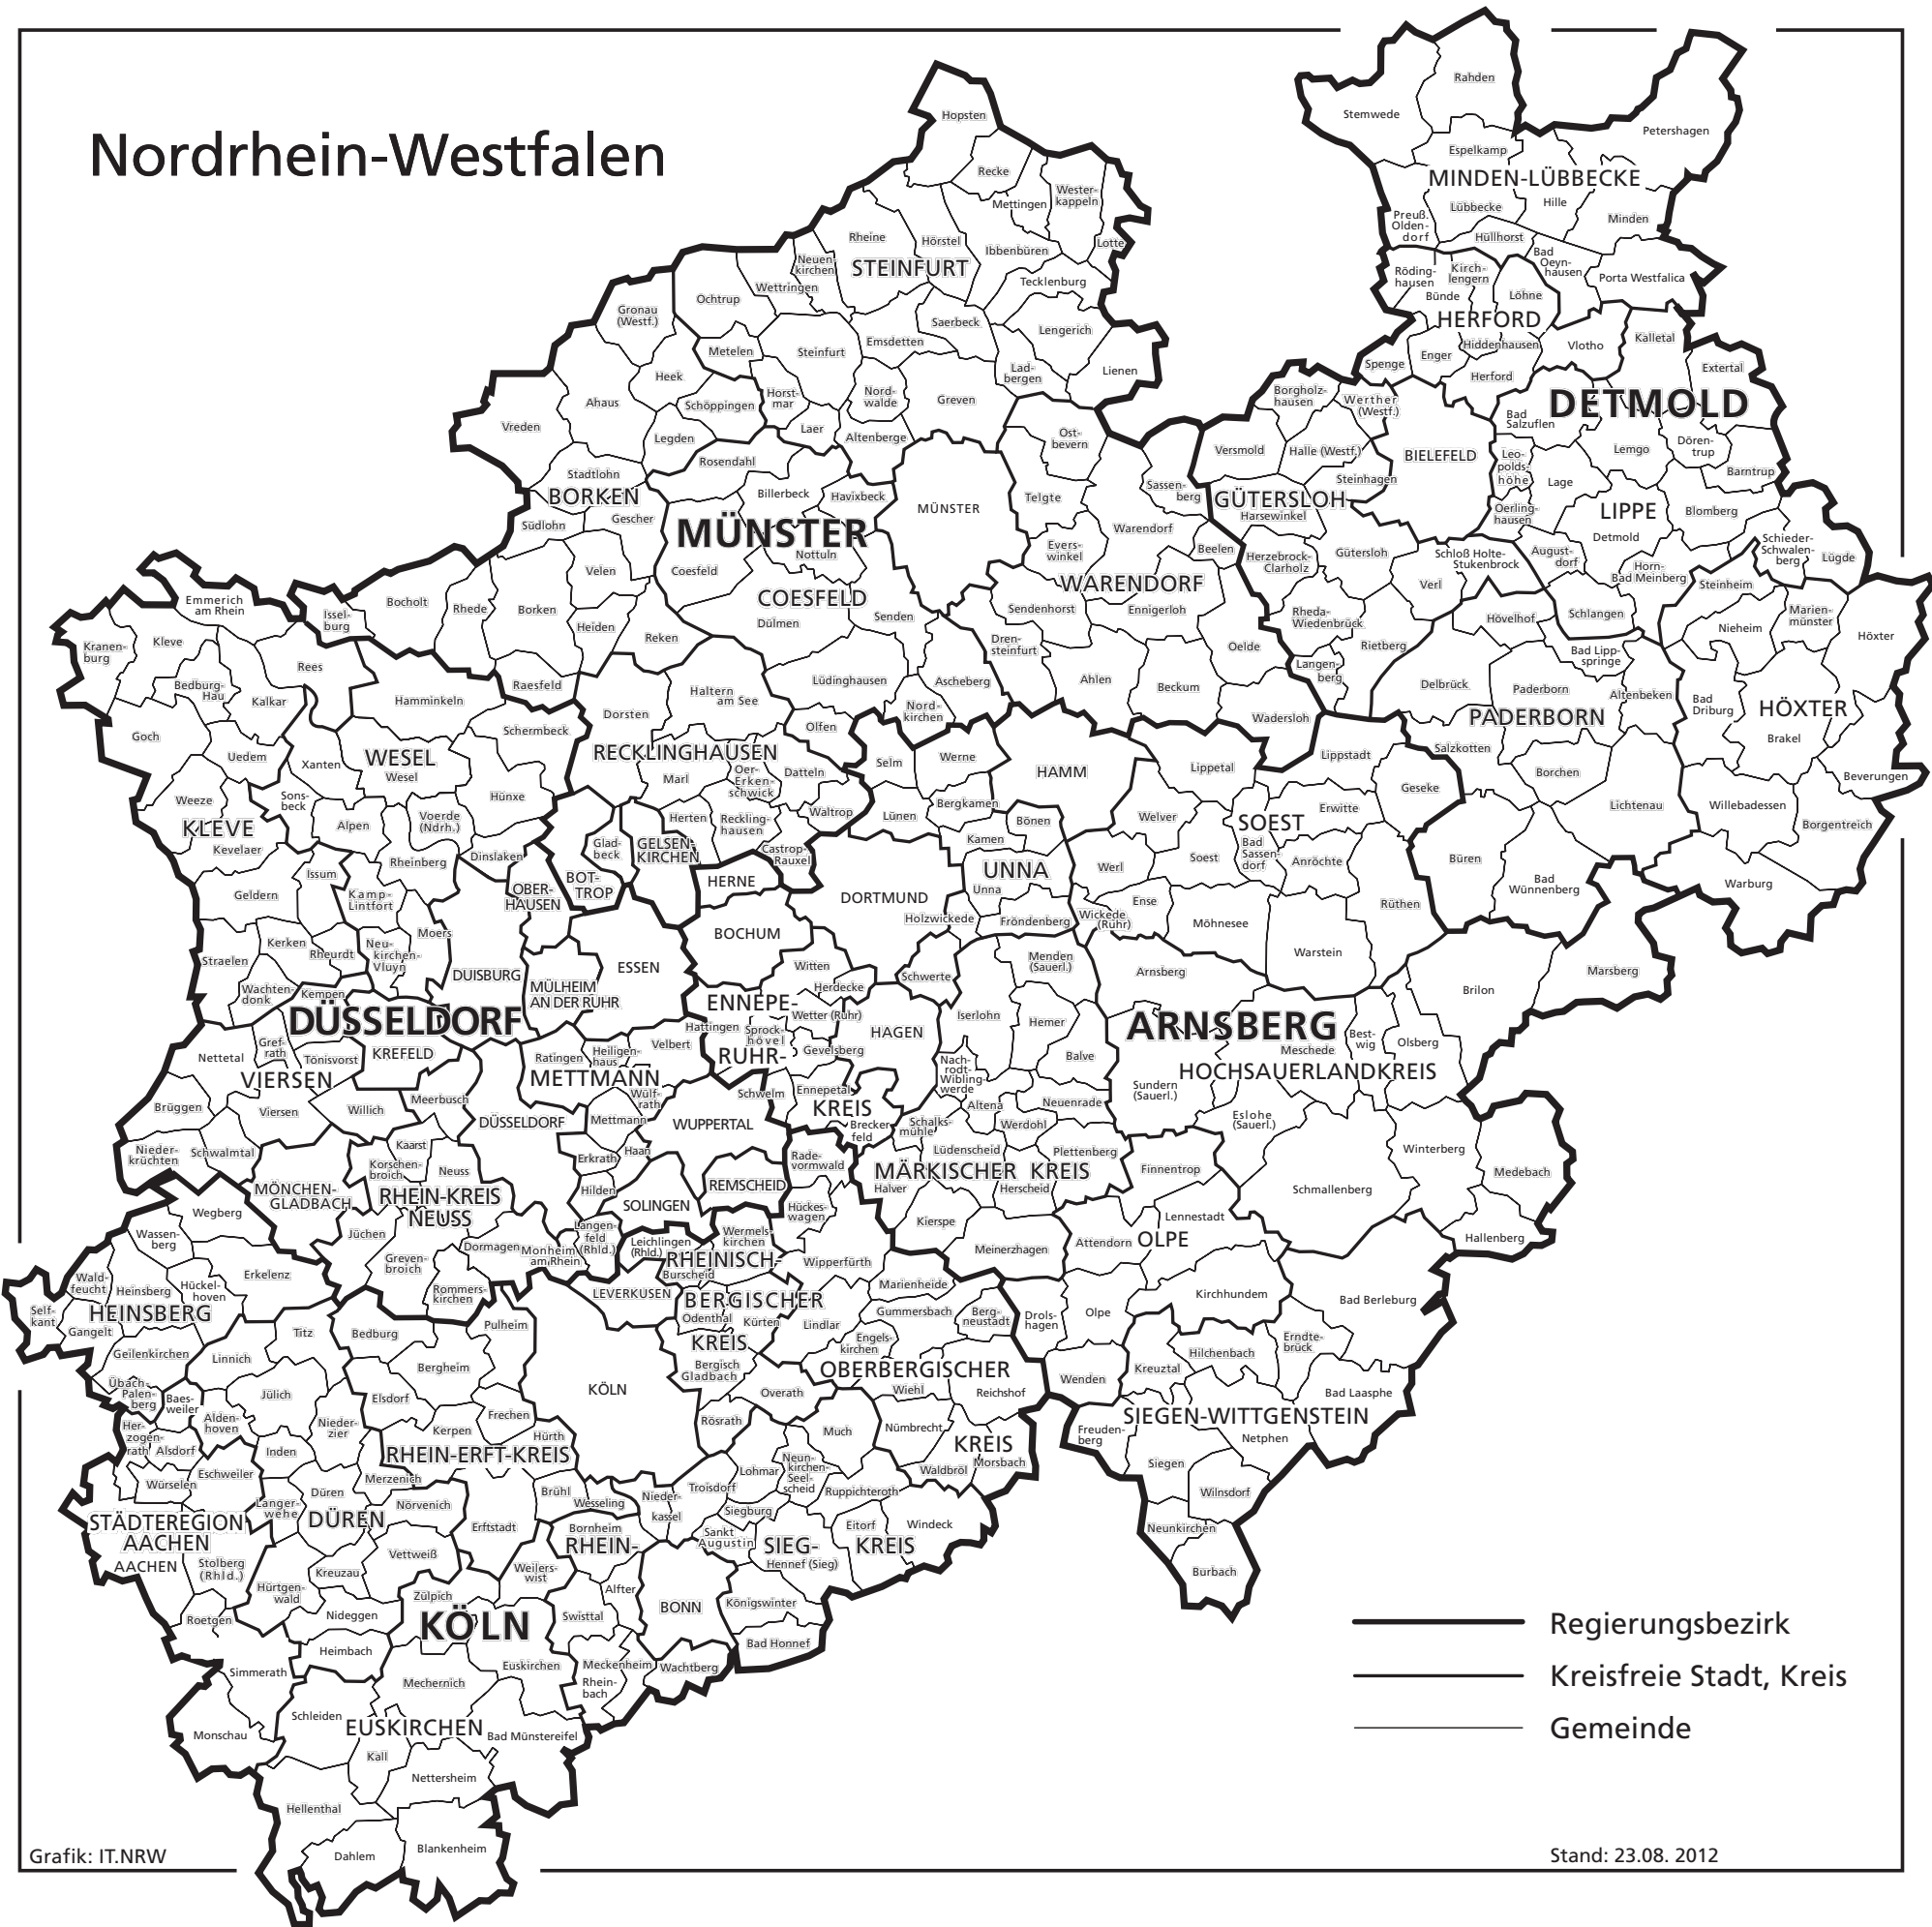 Nordrhein-Westfalen
Hopsten
Recke
Mettingen
Wester-
kappeln
Rheine
Hörstel
Ibbenbüren
Lotte
Neuen-
kirchen
STEINFURT
Wettringen
Tecklenburg
Ochtrup
Gronau
(Westf.)
Saerbeck
Lengerich
Emsdetten
Metelen
Steinfurt
Lad-
bergen
Lienen
Heek
Horst-
mar
Nord-
walde
Greven
Ahaus
Schöppingen
Vreden
Legden
Laer
Altenberge
Ost-
bevern
Stadtlohn
Rosendahl
BORKEN
Billerbeck
Havixbeck
MÜNSTER
Telgte
Sassen-
berg
Südlohn
Gescher
MÜNSTER
Warendorf
Nottuln
Evers-
winkel
Beelen
Velen
Coesfeld
WARENDORF
COESFELD
Bocholt
Rhede
Borken
Heiden
Reken
Dülmen
Senden
Sendenhorst
Ennigerloh
Issel-
burg
Raesfeld
Lüdinghausen
Ascheberg
Dren-
steinfurt
Ahlen
Beckum
Oelde
Wadersloh
Nord-
kirchen
Olfen
Haltern
am See
Dorsten
RECKLINGHAUSEN
Marl
Oer-
Erken-
schwick
Datteln
Herten
Reckling-
hausen
Waltrop
Castrop-
Rauxel
Glad-
beck
GELSEN-
KIRCHEN
BOT-
TROP
Rahden
Stemwede
Petershagen
Espelkamp
MINDEN-LÜBBECKE
Lübbecke
Hille
Minden
Preuß.
Olden-
dorf
Hüllhorst
Bad
Oeyn-
hausen
Porta Westfalica
Röding-
hausen
Kirch-
lengern
Bünde
Löhne
HERFORD
Hiddenhausen
Vlotho
Kalletal
Enger
Spenge
Herford
Extertal
Borgholz-
hausen
Werther
(Westf.)
DETMOLD
Bad
Salzuflen
Versmold
Halle (Westf.)
BIELEFELD
Lemgo
Dören-
trup
Leo-
polds-
höhe
Barntrup
Steinhagen
Lage
GÜTERSLOH
Harsewinkel
Oerling-
hausen
LIPPE
Blomberg
Detmold
Herzebrock-
Clarholz
Gütersloh
Schloß Holte-
Stukenbrock
August-
dorf
Schieder-
Schwalen-
berg
Lügde
Verl
Horn-
Bad Meinberg
Steinheim
Rheda-
Wiedenbrück
Hövelhof
Schlangen
Nieheim
Marien-
münster
Rietberg
Höxter
Langen-
berg
Bad Lipp-
springe
Delbrück
Paderborn
Altenbeken
Bad
Driburg
HÖXTER
PADERBORN
Brakel
Salzkotten
Borchen
Beverungen
Lichtenau
Willebadessen
Borgentreich
Büren
Bad
Wünnenberg
Warburg
Emmerich
am Rhein
Kranen-
burg
Kleve
Rees
Bedburg-
Hau
Kalkar
Hamminkeln
Goch
Schermbeck
Uedem
Xanten
WESEL
Wesel
Weeze
Sons-
beck
Hünxe
KLEVE
Alpen
Voerde
(Ndrh.)
Kevelaer
Rheinberg
Dinslaken
Issum
Geldern
Kamp-
Lintfort
OBER-
HAUSEN
Moers
Kerken
Rheurdt
Neu-
kirchen-
Vluyn
Straelen
DUISBURG
MÜLHEIM
AN DER RUHR
ESSEN
Wachten-
donk
Kempen
DÜSSELDORF
Gref-
rath
Tönisvorst
KREFELD
Nettetal
VIERSEN
Ratingen
Heiligen-
haus
Velbert
METTMANN
Brüggen
Viersen
Willich
Meerbusch
Wülf-
rath
DÜSSELDORF
Mettmann
WUPPERTAL
Nieder-
krüchten
Schwalmtal
Kaarst
Korschen-
broich
Neuss
Erkrath
Haan
MÖNCHEN-
GLADBACH
RHEIN-KREIS
NEUSS
Hilden
REMSCHEID
SOLINGEN
Jüchen
Langen-
feld
(Rhld.)
Greven-
broich
Dormagen
Monheim
am Rhein
Rommers-
kirchen
HERNE
BOCHUM
DORTMUND
Selm
Werne
HAMM
Lünen
Bergkamen
Bönen
Kamen
UNNA
Unna
Holzwickede
Fröndenberg
Schwerte
Lippetal
Lippstadt
Geseke
Welver
SOEST
Erwitte
Bad
Sassen-
dorf
Anröchte
Werl
Soest
Ense
Wickede
(Ruhr)
Möhnesee
Rüthen
Warstein
Witten
Herdecke
ENNEPE-
Wetter (Ruhr)
Hattingen
Sprock-
hövel
RUHR-
Gevelsberg
HAGEN
Schwelm
Ennepetal
KREIS
Brecker-
feld
Menden
(Sauerl.)
Iserlohn
Hemer
Balve
Nach-
rodt-
Wibling-
werde
Altena
Neuenrade
Schalks-
mühle
Werdohl
Lüdenscheid
Plettenberg
MÄRKISCHER KREIS
Halver
Herscheid
Kierspe
Meinerzhagen
Arnsberg
Marsberg
Brilon
ARNSBERG
Best-
wig
Olsberg
Meschede
HOCHSAUERLANDKREIS
Sundern
(Sauerl.)
Eslohe
(Sauerl.)
Winterberg
Medebach
Schmallenberg
Hallenberg
Finnentrop
Lennestadt
Attendorn
OLPE
Kirchhundem
Drols-
hagen
Olpe
Wenden
Bad Berleburg
Erndte-
brück
Hilchenbach
Kreuztal
Bad Laasphe
SIEGEN-WITTGENSTEIN
Freuden-
berg
Netphen
Siegen
Wilnsdorf
Neunkirchen
Burbach
Wegberg
Wassen-
berg
Erkelenz
Wald-
feucht
Heinsberg
Hückel-
hoven
Self-
kant
HEINSBERG
Gangelt
Geilenkirchen
Übach-
Palen-
berg
Titz
Linnich
Jülich
Baes-
weiler
Alden-
hoven
Nieder-
zier
Her-
zogen-
rath
Alsdorf
Inden
Eschweiler
Würselen
Merzenich
Langer-
wehe
Düren
Nörvenich
DÜREN
STÄDTEREGION
AACHEN
AACHEN
Stolberg
(Rhld.)
Vettweiß
Kreuzau
Hürtgen-
wald
Nideggen
Roetgen
Heimbach
Simmerath
Monschau
Bedburg
Pulheim
Bergheim
Elsdorf
Frechen
Kerpen
Hürth
RHEIN-ERFT-KREIS
Brühl
Wesseling
Erftstadt
KÖLN
LEVERKUSEN
Rade-
vormwald
Hückes-
wagen
Wermels-
kirchen
Leichlingen
(Rhld.)
RHEINISCH-
Burscheid
Wipperfürth
BERGISCHER
Odenthal
Kürten
KREIS
Marienheide
Gummersbach
Berg-
neustadt
Lindlar
Engels-
kirchen
Bergisch
Gladbach
OBERBERGISCHER
Overath
Wiehl
Reichshof
Rösrath
Much
Nümbrecht
KREIS
Morsbach
Waldbröl
Lohmar
Neun-
kirchen-
Seel-
scheid
Troisdorf
Ruppichteroth
Nieder-
kassel
Siegburg
Sankt
Augustin
Eitorf
Windeck
Bornheim
RHEIN-
SIEG-
KREIS
Hennef (Sieg)
Alfter
BONN
Königswinter
Swisttal
Bad Honnef
Meckenheim
Wachtberg
Rhein-
bach
Weilers-
wist
Zülpich
KÖLN
Euskirchen
Mechernich
Schleiden
EUSKIRCHEN
Bad Münstereifel
Kall
Nettersheim
Hellenthal
Blankenheim
Dahlem
Regierungsbezirk
Kreisfreie Stadt, Kreis
Gemeinde
Grafik: IT.NRW
Stand: 23.08. 2012